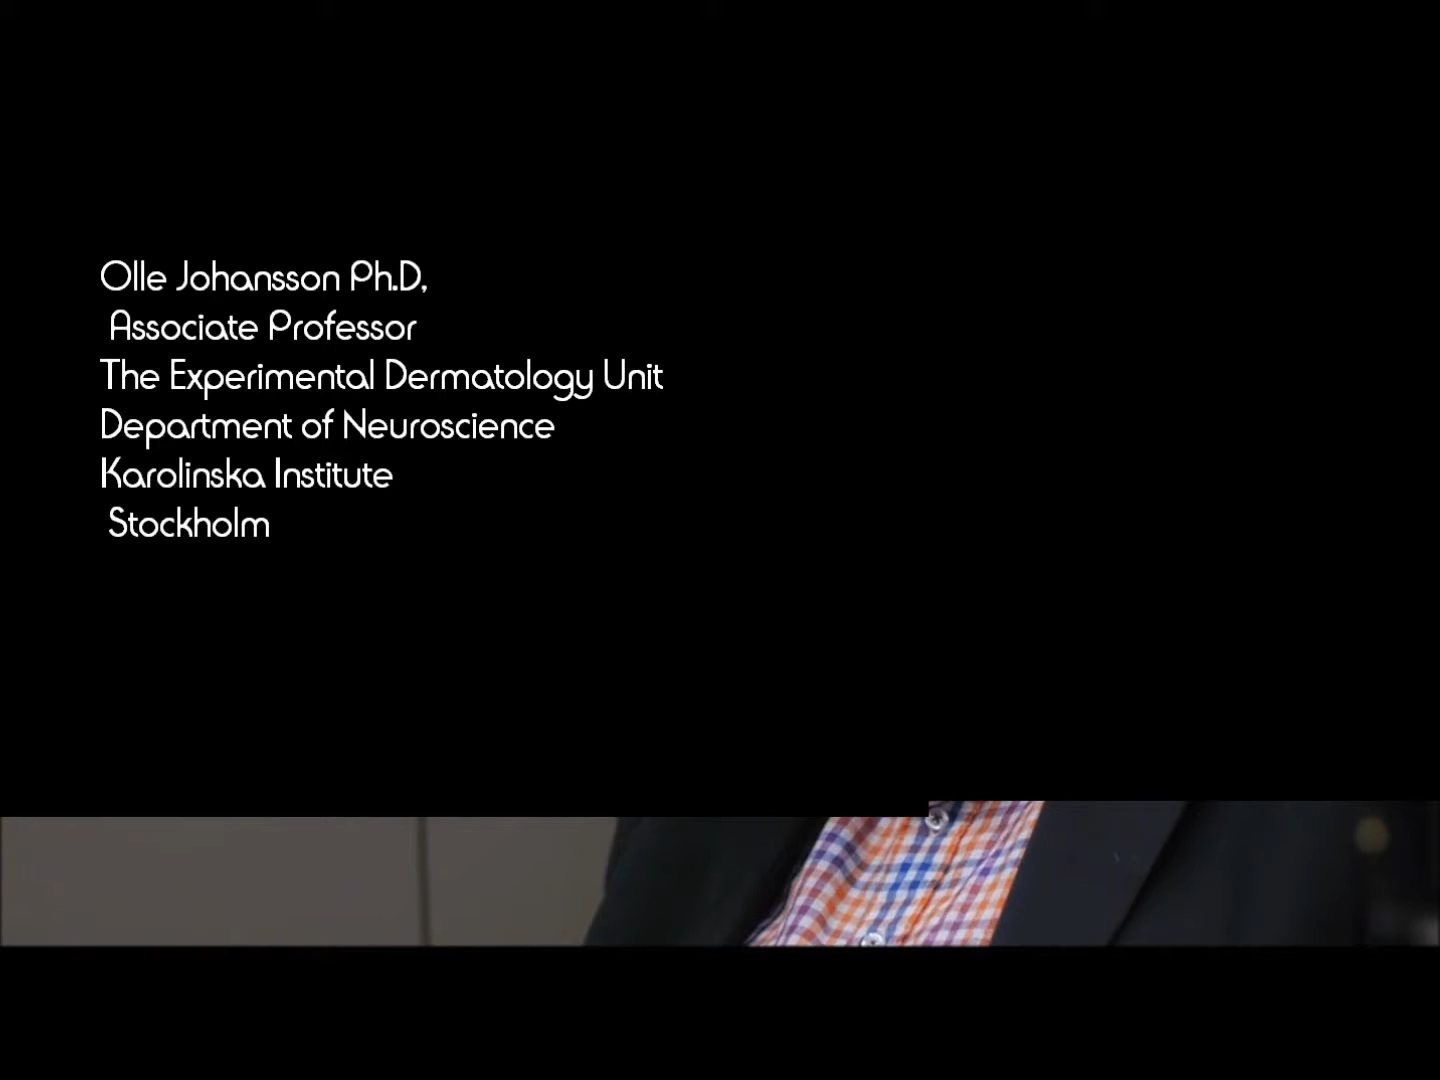 Olle Johansson Ph.D,
Associate Professor
The Experimental Dermatology Unit
Department of Neuroscience
Karolinska Institute
Stockholm